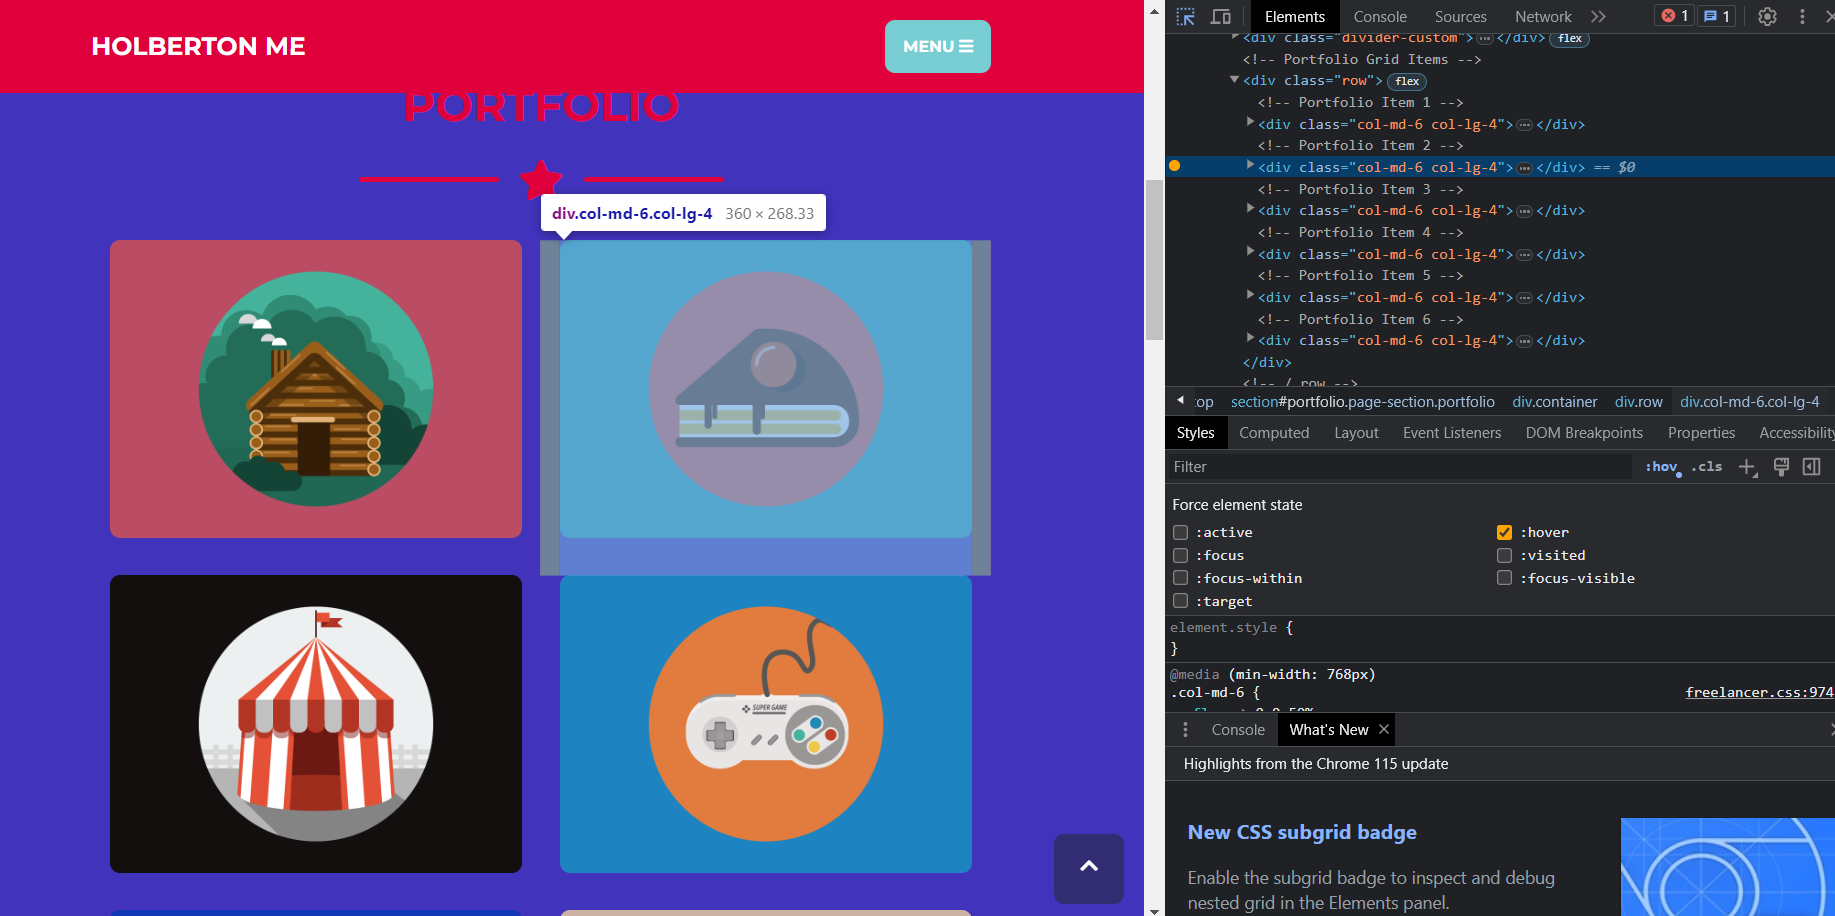 HOLBERTON ME
MENU
PORTFOLIO
div.col-md-6.col-lg-4 360 × 268.33
SUPER GAME
Elements Console Sources Network 1 1
<div class="divider-custom"> </div> flex
<!-- Portfolio Grid Items -->
<div class="row"> flex
<!-- Portfolio Item 1 -->
<div class="col-md-6 col-lg-4"> </div>
<!-- Portfolio Item 2 -->
<div class="col-md-6 col-lg-4"> </div> == $0
<!-- Portfolio Item 3 -->
<div class="col-md-6 col-lg-4"> </div>
<!-- Portfolio Item 4 -->
<div class="col-md-6 col-lg-4"> </div>
<!-- Portfolio Item 5 -->
<div class="col-md-6 col-lg-4"> </div>
<!-- Portfolio Item 6 -->
<div class="col-md-6 col-lg-4"> </div>
</div>
<!-- / row -->
top section#portfolio.page-section.portfolio div.container div.row div.col-md-6.col-lg-4
Styles Computed Layout Event Listeners DOM Breakpoints Properties Accessibility
Filter :hov .cls
Force element state
:active :hover
:focus :visited
:focus-within :focus-visible
:target
element.style {
}
@media (min-width: 768px)
.col-md-6 { freelancer.css:974
0 0 50%
Console What's New
Highlights from the Chrome 115 update
New CSS subgrid badge
Enable the subgrid badge to inspect and debug
nested grid in the Elements panel.